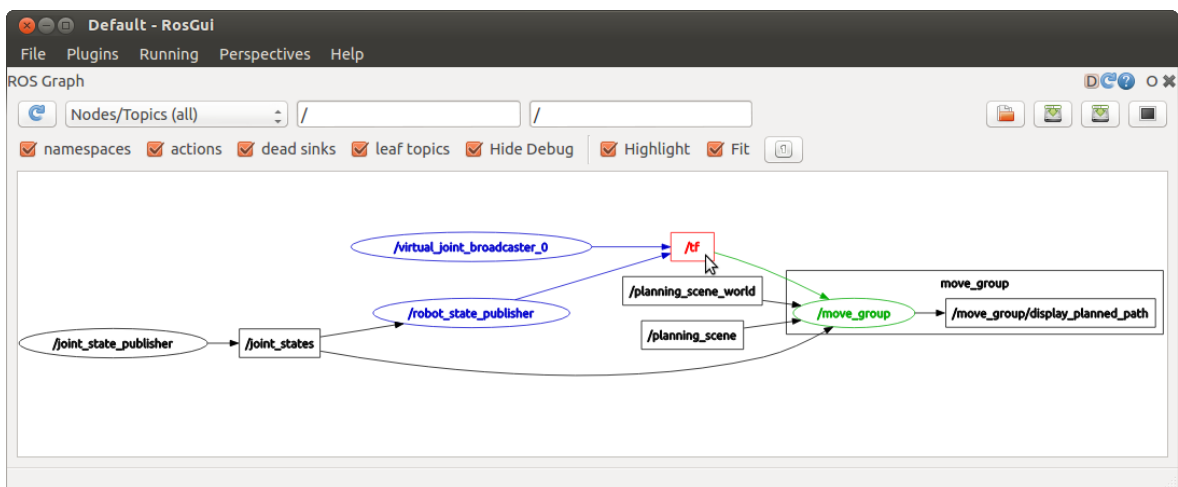 Default - RosGui
File Plugins Running Perspectives Help
ROS Graph
D C ? O ✖
Nodes/Topics (all) / /
namespaces actions dead sinks leaf topics Hide Debug Highlight Fit
/virtual_joint_broadcaster_0
/tf
/planning_scene_world
move_group
/robot_state_publisher
/move_group
/move_group/display_planned_path
/joint_state_publisher
/joint_states
/planning_scene